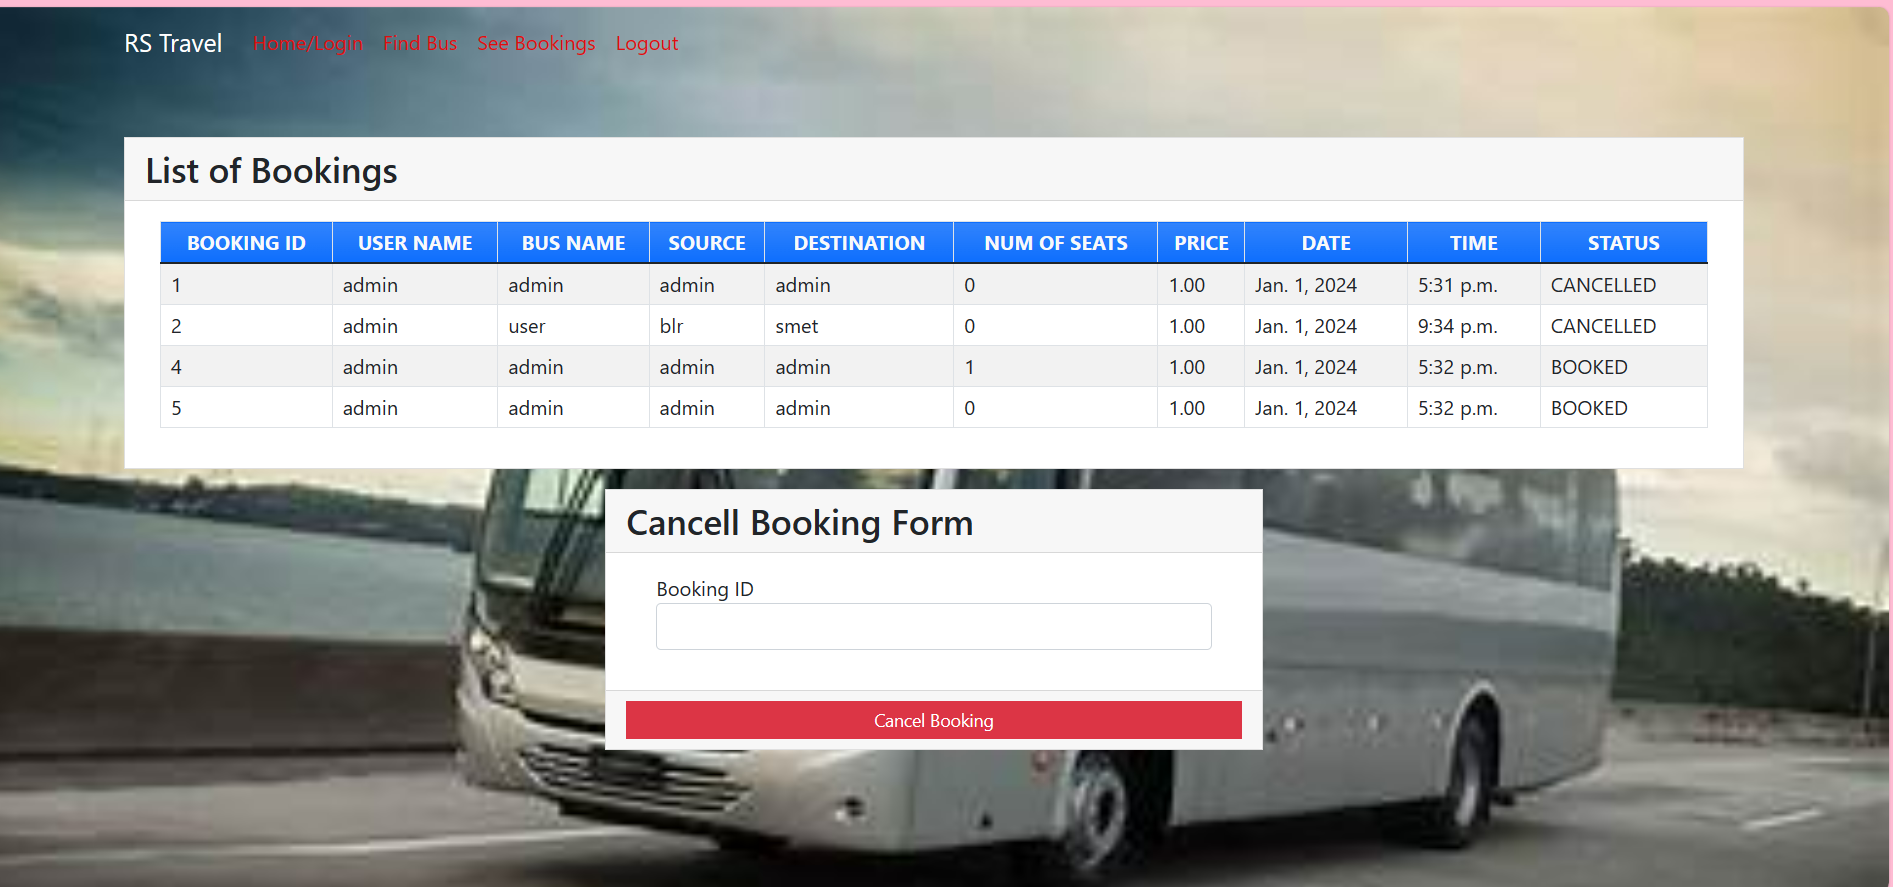 RS Travel Home/Login Find Bus See Bookings Logout
List of Bookings
BOOKING ID USER NAME BUS NAME SOURCE DESTINATION NUM OF SEATS PRICE DATE TIME STATUS
1 admin admin admin admin 0 1.00 Jan. 1, 2024 5:31 p.m. CANCELLED
2 admin user blr smet 0 1.00 Jan. 1, 2024 9:34 p.m. CANCELLED
4 admin admin admin admin 1 1.00 Jan. 1, 2024 5:32 p.m. BOOKED
5 admin admin admin admin 0 1.00 Jan. 1, 2024 5:32 p.m. BOOKED
Cancell Booking Form
Booking ID
Cancel Booking